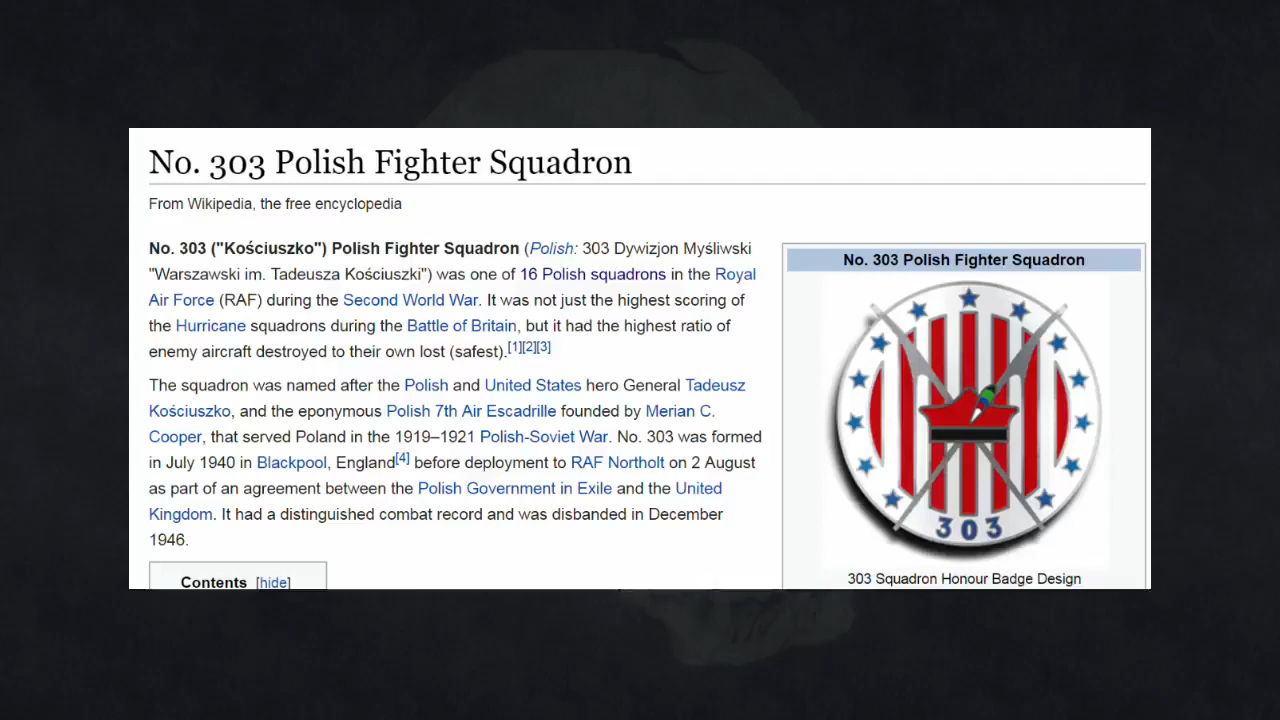 No. 303 Polish Fighter Squadron
From Wikipedia, the free encyclopedia
No. 303 ("Kościuszko") Polish Fighter Squadron (Polish: 303 Dywizjon Myśliwski
"Warszawski im. Tadeusza Kościuszki") was one of 16 Polish squadrons in the Royal
Air Force (RAF) during the Second World War. It was not just the highest scoring of
the Hurricane squadrons during the Battle of Britain, but it had the highest ratio of
enemy aircraft destroyed to their own lost (safest).[1][2][3]
The squadron was named after the Polish and United States hero General Tadeusz
Kościuszko, and the eponymous Polish 7th Air Escadrille founded by Merian C.
Cooper, that served Poland in the 1919–1921 Polish-Soviet War. No. 303 was formed
in July 1940 in Blackpool, England[4] before deployment to RAF Northolt on 2 August
as part of an agreement between the Polish Government in Exile and the United
Kingdom. It had a distinguished combat record and was disbanded in December
1946.
Contents [hide]
No. 303 Polish Fighter Squadron
303
303 Squadron Honour Badge Design